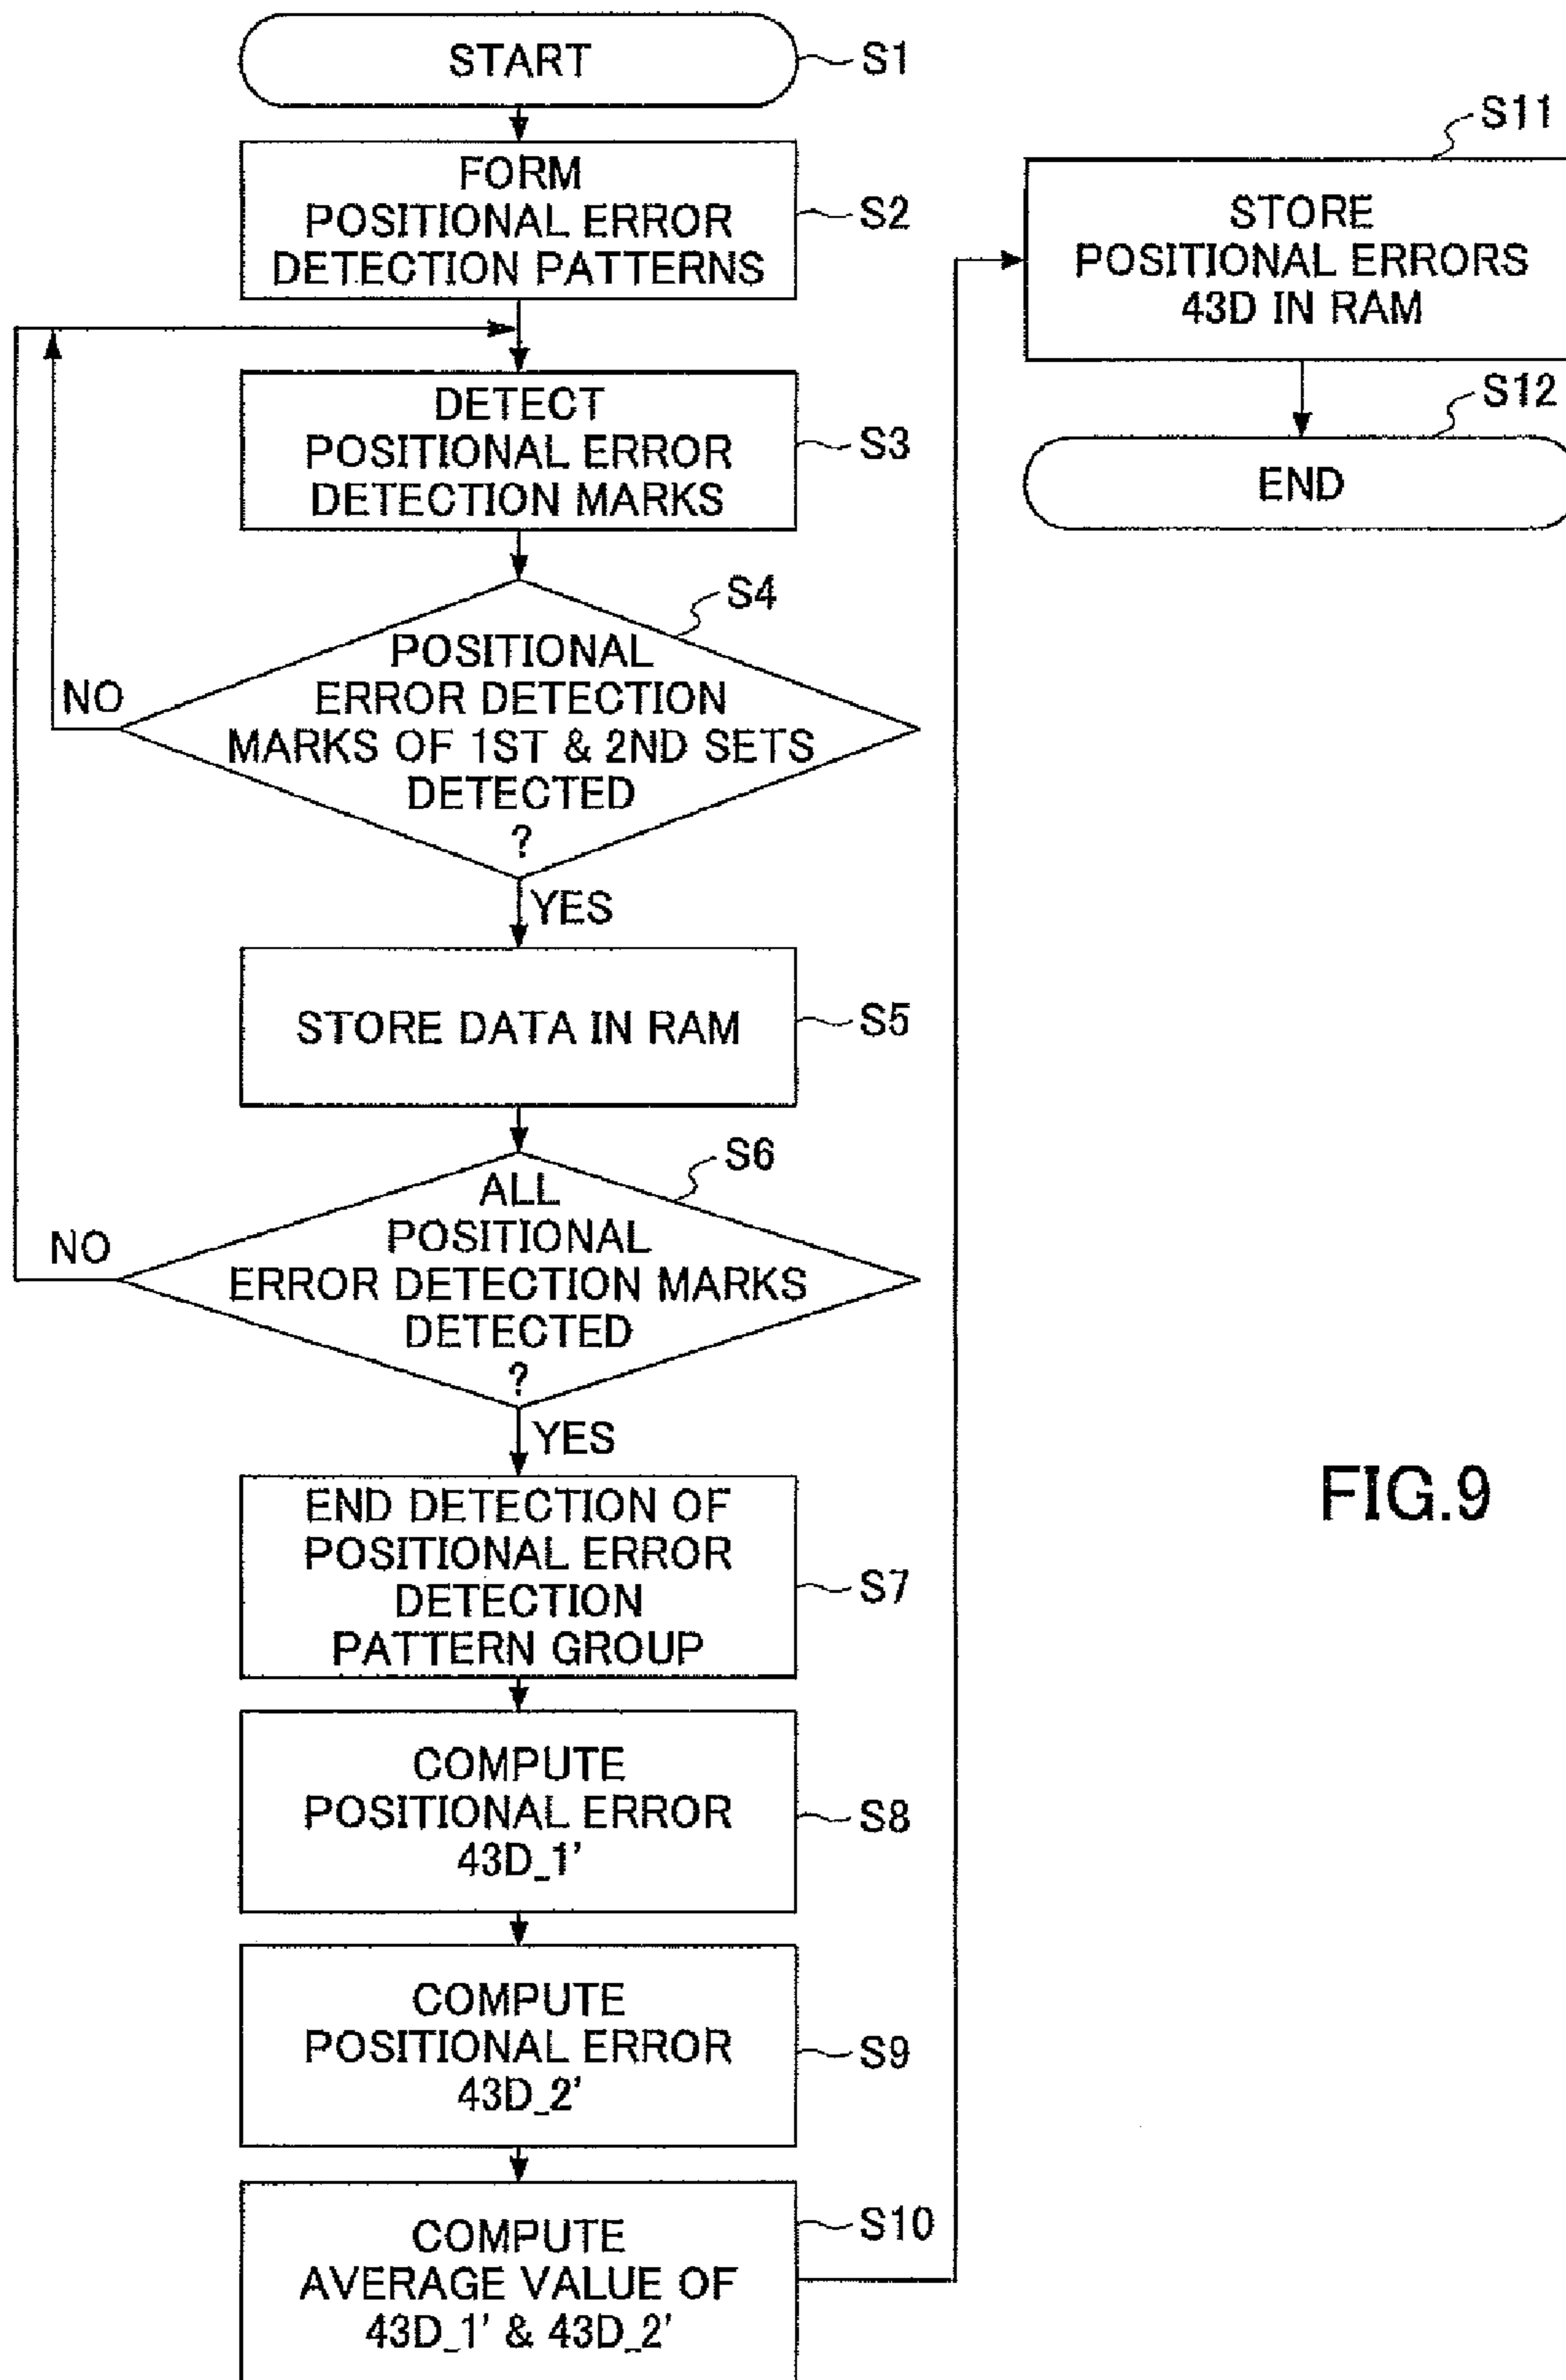 START
S1
FORM
POSITIONAL ERROR
DETECTION PATTERNS
S2
DETECT
POSITIONAL ERROR
DETECTION MARKS
S3
S4
POSITIONAL
ERROR DETECTION
MARKS OF 1ST & 2ND SETS
DETECTED
?
NO
YES
STORE DATA IN RAM
S5
S6
ALL
POSITIONAL
ERROR DETECTION MARKS
DETECTED
?
NO
YES
END DETECTION OF
POSITIONAL ERROR
DETECTION
PATTERN GROUP
S7
COMPUTE
POSITIONAL ERROR
43D_1'
S8
COMPUTE
POSITIONAL ERROR
43D_2'
S9
COMPUTE
AVERAGE VALUE OF
43D_1' & 43D_2'
S10
S11
STORE
POSITIONAL ERRORS
43D IN RAM
S12
END
FIG.9